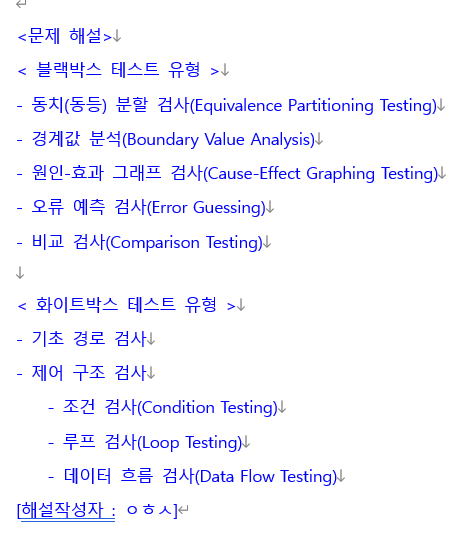 <문제 해설>
< 블랙박스 테스트 유형 >
- 동치(동등) 분할 검사(Equivalence Partitioning Testing)
- 경계값 분석(Boundary Value Analysis)
- 원인-효과 그래프 검사(Cause-Effect Graphing Testing)
- 오류 예측 검사(Error Guessing)
- 비교 검사(Comparison Testing)
< 화이트박스 테스트 유형 >
- 기초 경로 검사
- 제어 구조 검사
- 조건 검사(Condition Testing)
- 루프 검사(Loop Testing)
- 데이터 흐름 검사(Data Flow Testing)
[해설작성자 : ㅇㅎㅅ]